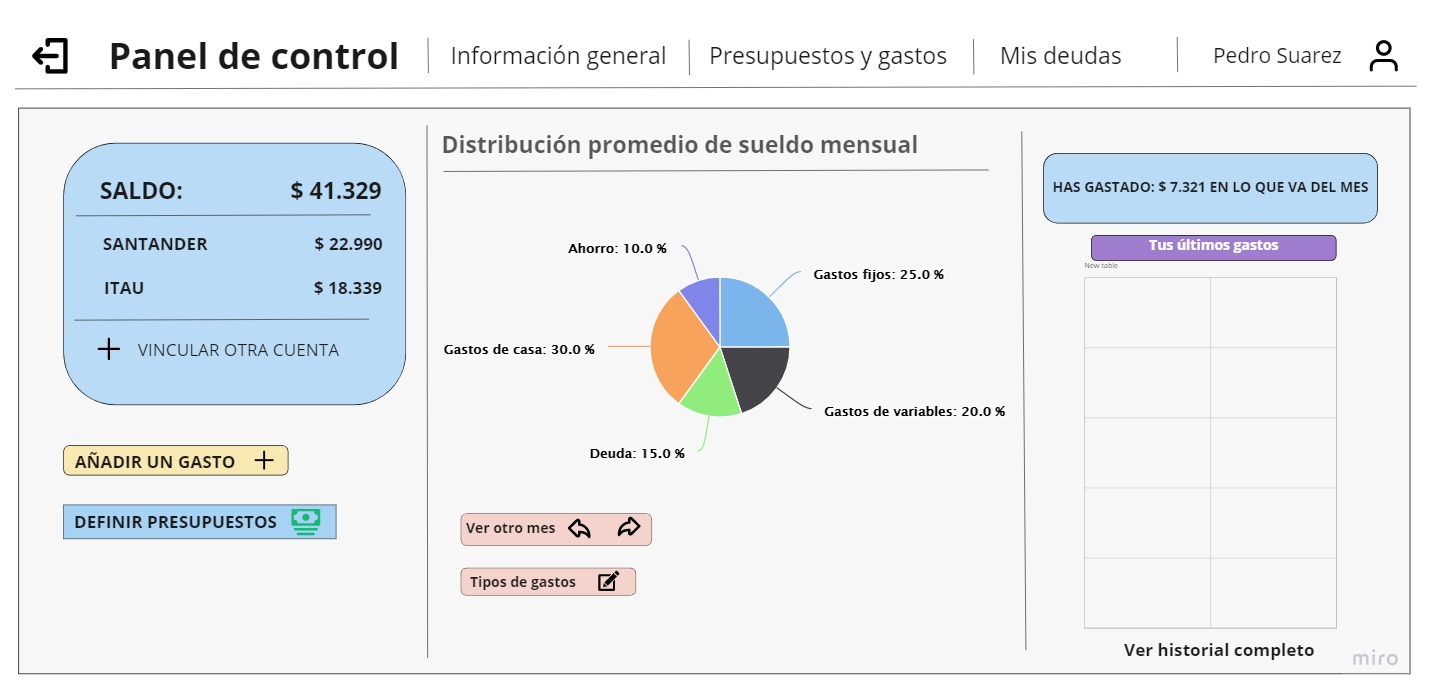 Panel de control
Información general
Presupuestos y gastos
Mis deudas
Pedro Suarez
SALDO: $ 41.329
SANTANDER $ 22.990
ITAU $ 18.339
VINCULAR OTRA CUENTA
AÑADIR UN GASTO
DEFINIR PRESUPUESTOS
Distribución promedio de sueldo mensual
Ahorro: 10.0 %
Gastos fijos: 25.0 %
Gastos de casa: 30.0 %
Gastos de variables: 20.0 %
Deuda: 15.0 %
Ver otro mes
Tipos de gastos
HAS GASTADO: $ 7.321 EN LO QUE VA DEL MES
Tus últimos gastos
New table
Ver historial completo
miro